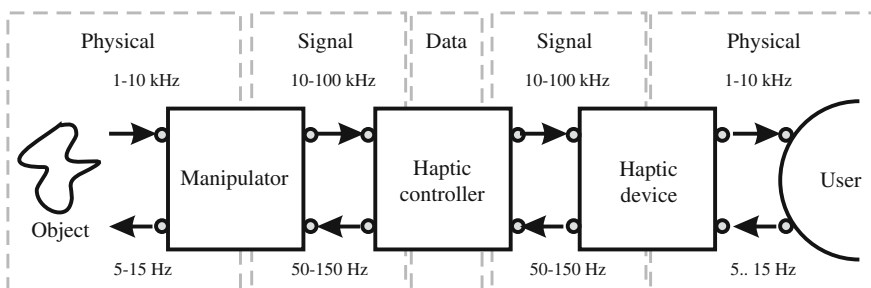 Physical
Signal
Data
Signal
Physical
1-10 kHz
10-100 kHz
10-100 kHz
1-10 kHz
Object
Manipulator
Haptic
controller
Haptic
device
User
5-15 Hz
50-150 Hz
50-150 Hz
5.. 15 Hz